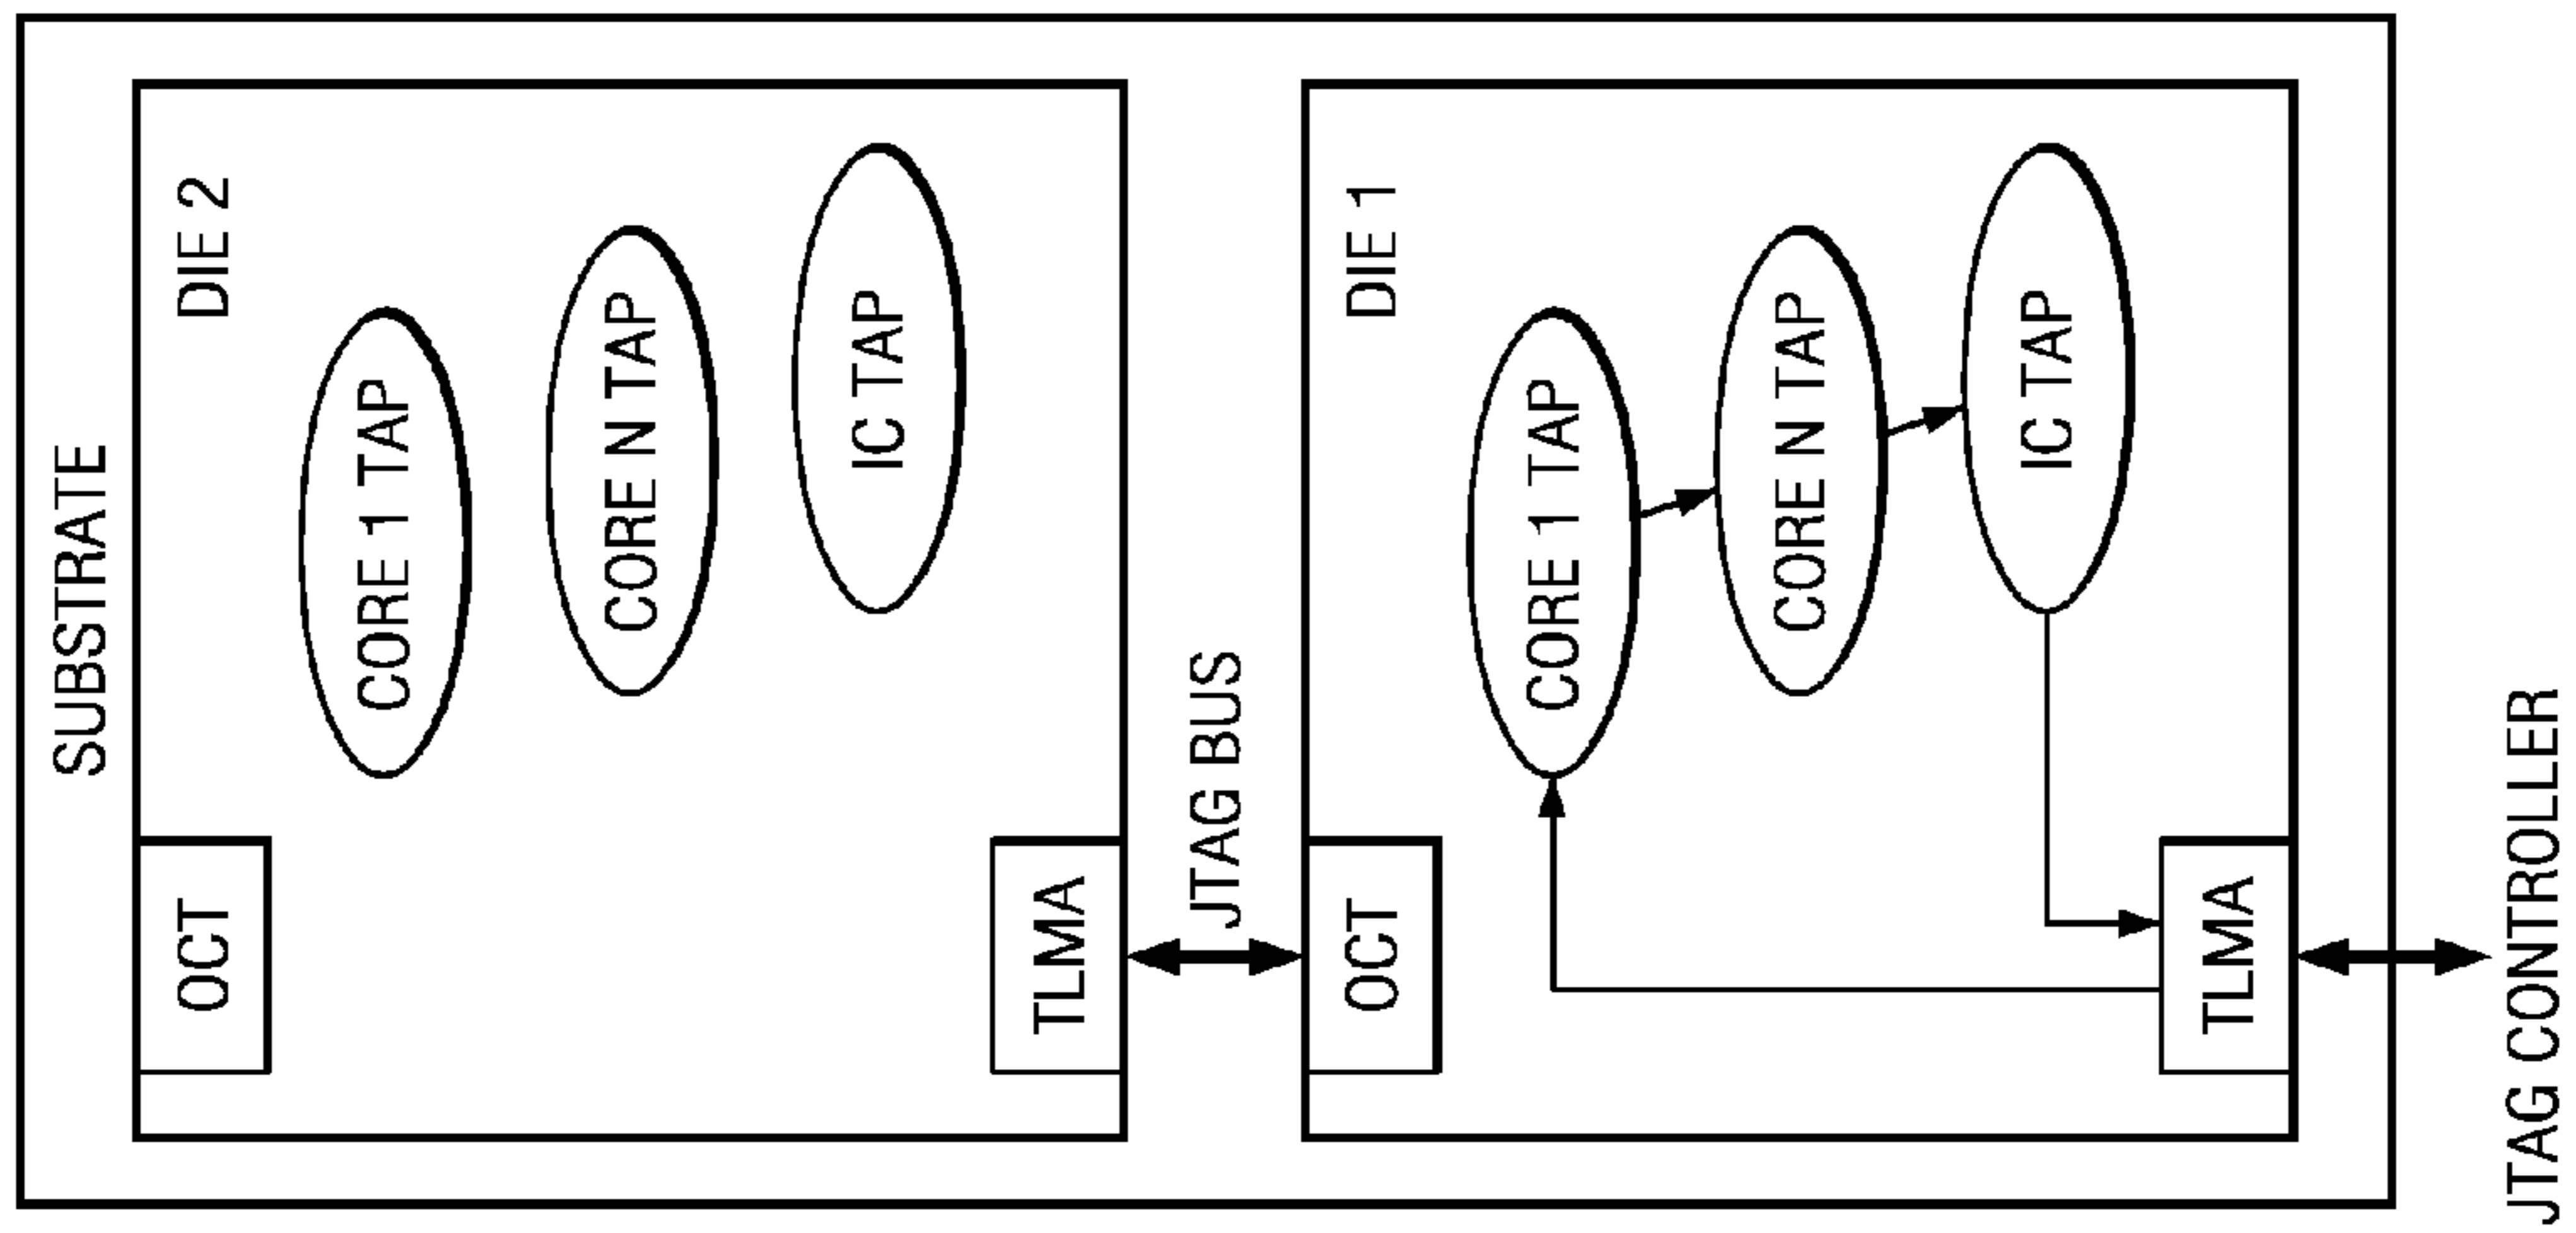 SUBSTRATE
DIE 2
OCT
CORE 1 TAP
CORE N TAP
IC TAP
TLMA
JTAG BUS
DIE 1
OCT
CORE 1 TAP
CORE N TAP
IC TAP
TLMA
JTAG CONTROLLER